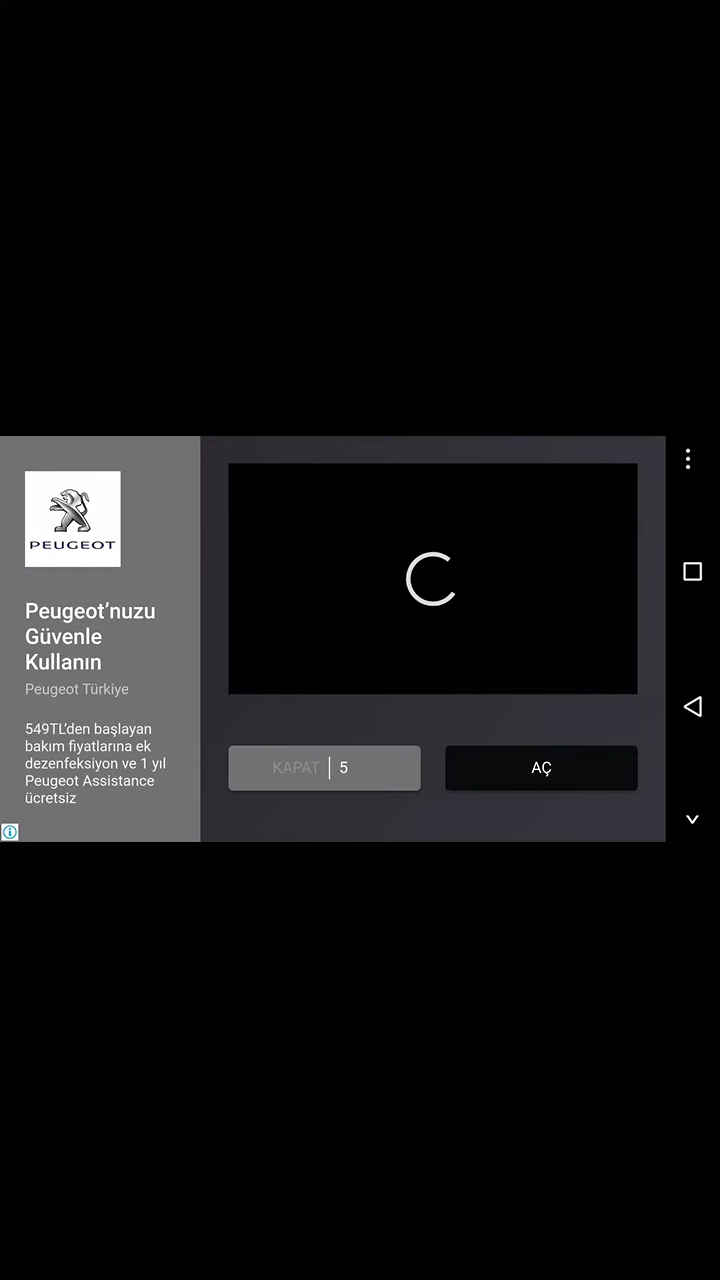 PEUGEOT
Peugeot’nuzu
Güvenle
Kullanın
Peugeot Türkiye
549TL’den başlayan
bakım fiyatlarına ek
dezenfeksiyon ve 1 yıl
Peugeot Assistance
ücretsiz
KAPAT 5
AÇ